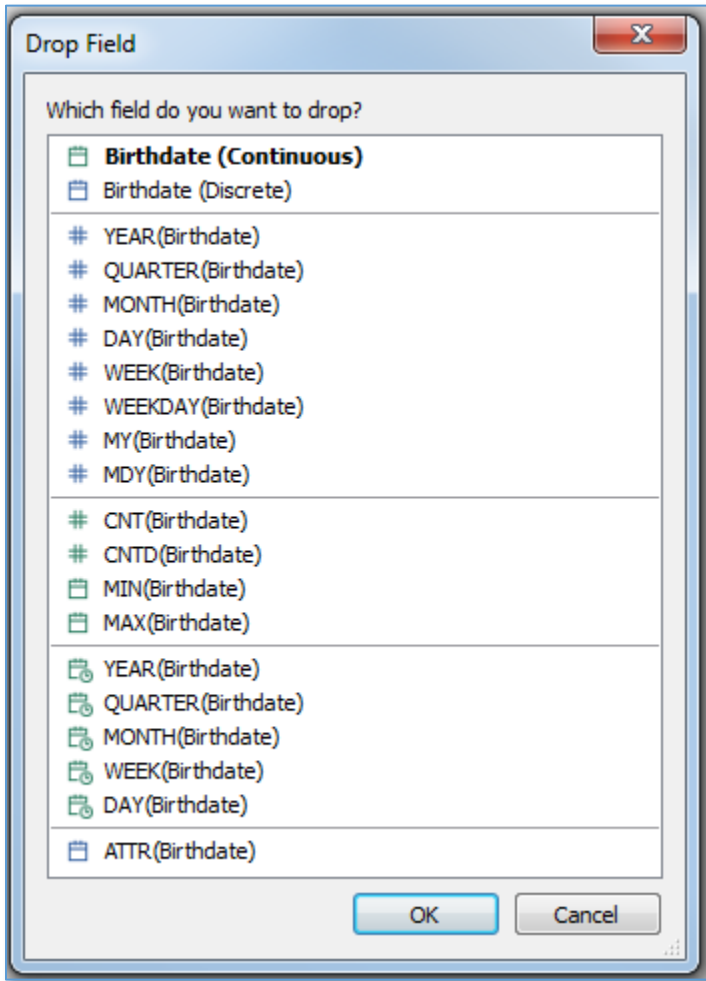 Drop Field
Which field do you want to drop?
Birthdate (Continuous)
Birthdate (Discrete)
YEAR(Birthdate)
QUARTER(Birthdate)
MONTH(Birthdate)
DAY(Birthdate)
WEEK(Birthdate)
WEEKDAY(Birthdate)
MY(Birthdate)
MDY(Birthdate)
CNT(Birthdate)
CNTD(Birthdate)
MIN(Birthdate)
MAX(Birthdate)
YEAR(Birthdate)
QUARTER(Birthdate)
MONTH(Birthdate)
WEEK(Birthdate)
DAY(Birthdate)
ATTR(Birthdate)
OK Cancel